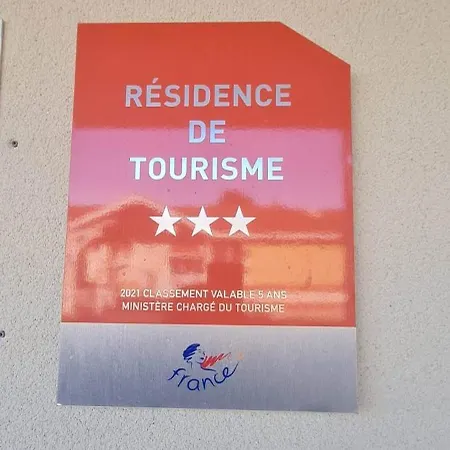 RÉSIDENCE
DE
TOURISME
2021 CLASSEMENT VALABLE 5 ANS
MINISTÈRE CHARGÉ DU TOURISME
france